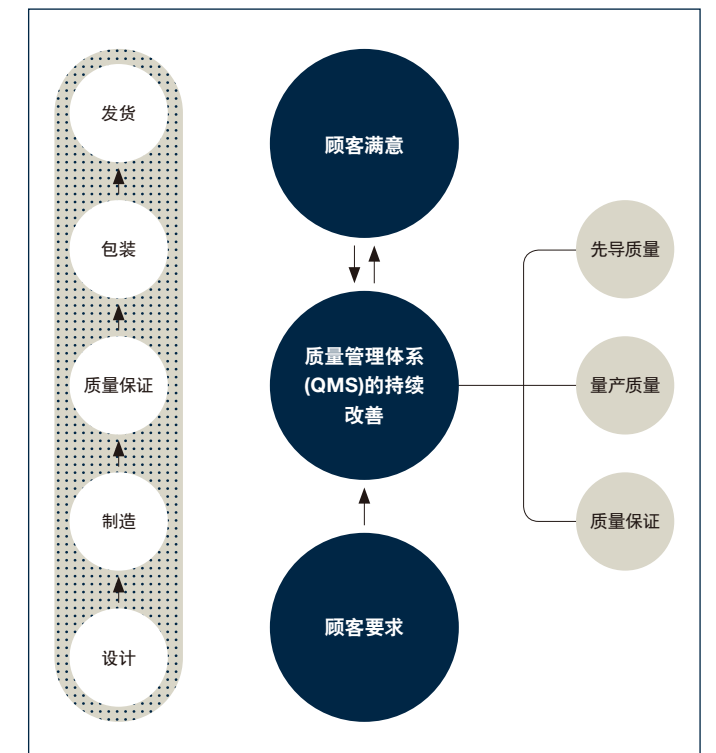 发货
包装
质量保证
制造
设计
顾客满意
质量管理体系
(QMS)的持续
改善
顾客要求
先导质量
量产质量
质量保证